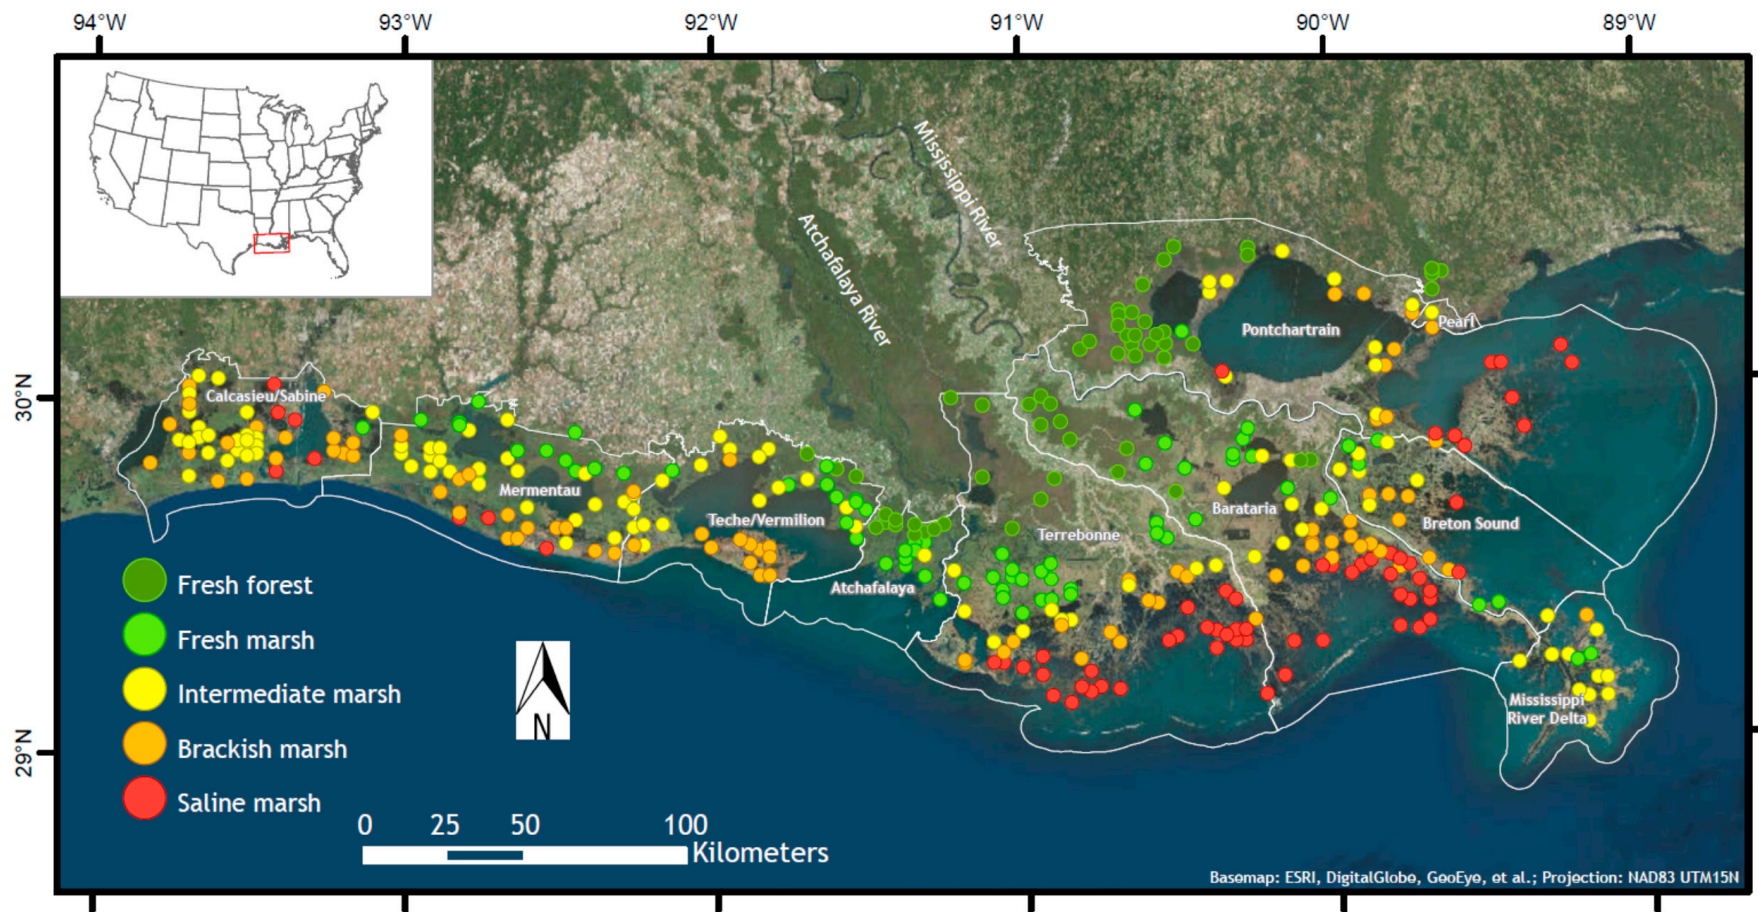 94°W 93°W 92°W 91°W 90°W 89°W
Mississippi River
Atchafalaya River
Pontchartrain
Pearl
30°N
Calcasieu/Sabine
Mermentau
Teche/Vermilion
Barataria
Breton Sound
Terrebonne
Atchafalaya
Fresh forest
Fresh marsh
Intermediate marsh
Mississippi
River Delta
Brackish marsh
29°N
N
Saline marsh
0 25 50 100
Kilometers
Basemap: ESRI, DigitalGlobe, GeoEye, et al.; Projection: NAD83 UTM15N